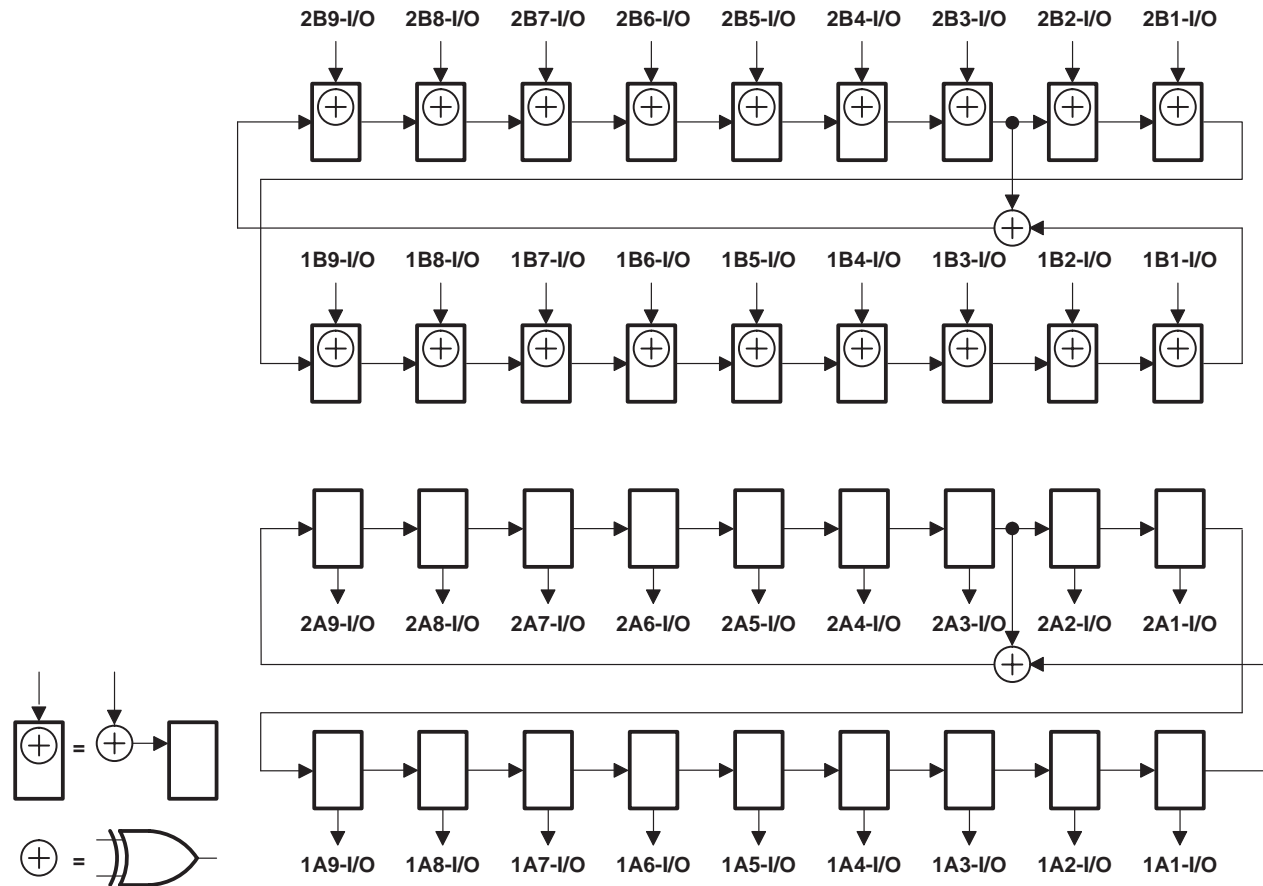 2B9-I/O 2B8-I/O 2B7-I/O 2B6-I/O 2B5-I/O 2B4-I/O 2B3-I/O 2B2-I/O 2B1-I/O
1B9-I/O 1B8-I/O 1B7-I/O 1B6-I/O 1B5-I/O 1B4-I/O 1B3-I/O 1B2-I/O 1B1-I/O
2A9-I/O 2A8-I/O 2A7-I/O 2A6-I/O 2A5-I/O 2A4-I/O 2A3-I/O 2A2-I/O 2A1-I/O
=
=
1A9-I/O 1A8-I/O 1A7-I/O 1A6-I/O 1A5-I/O 1A4-I/O 1A3-I/O 1A2-I/O 1A1-I/O